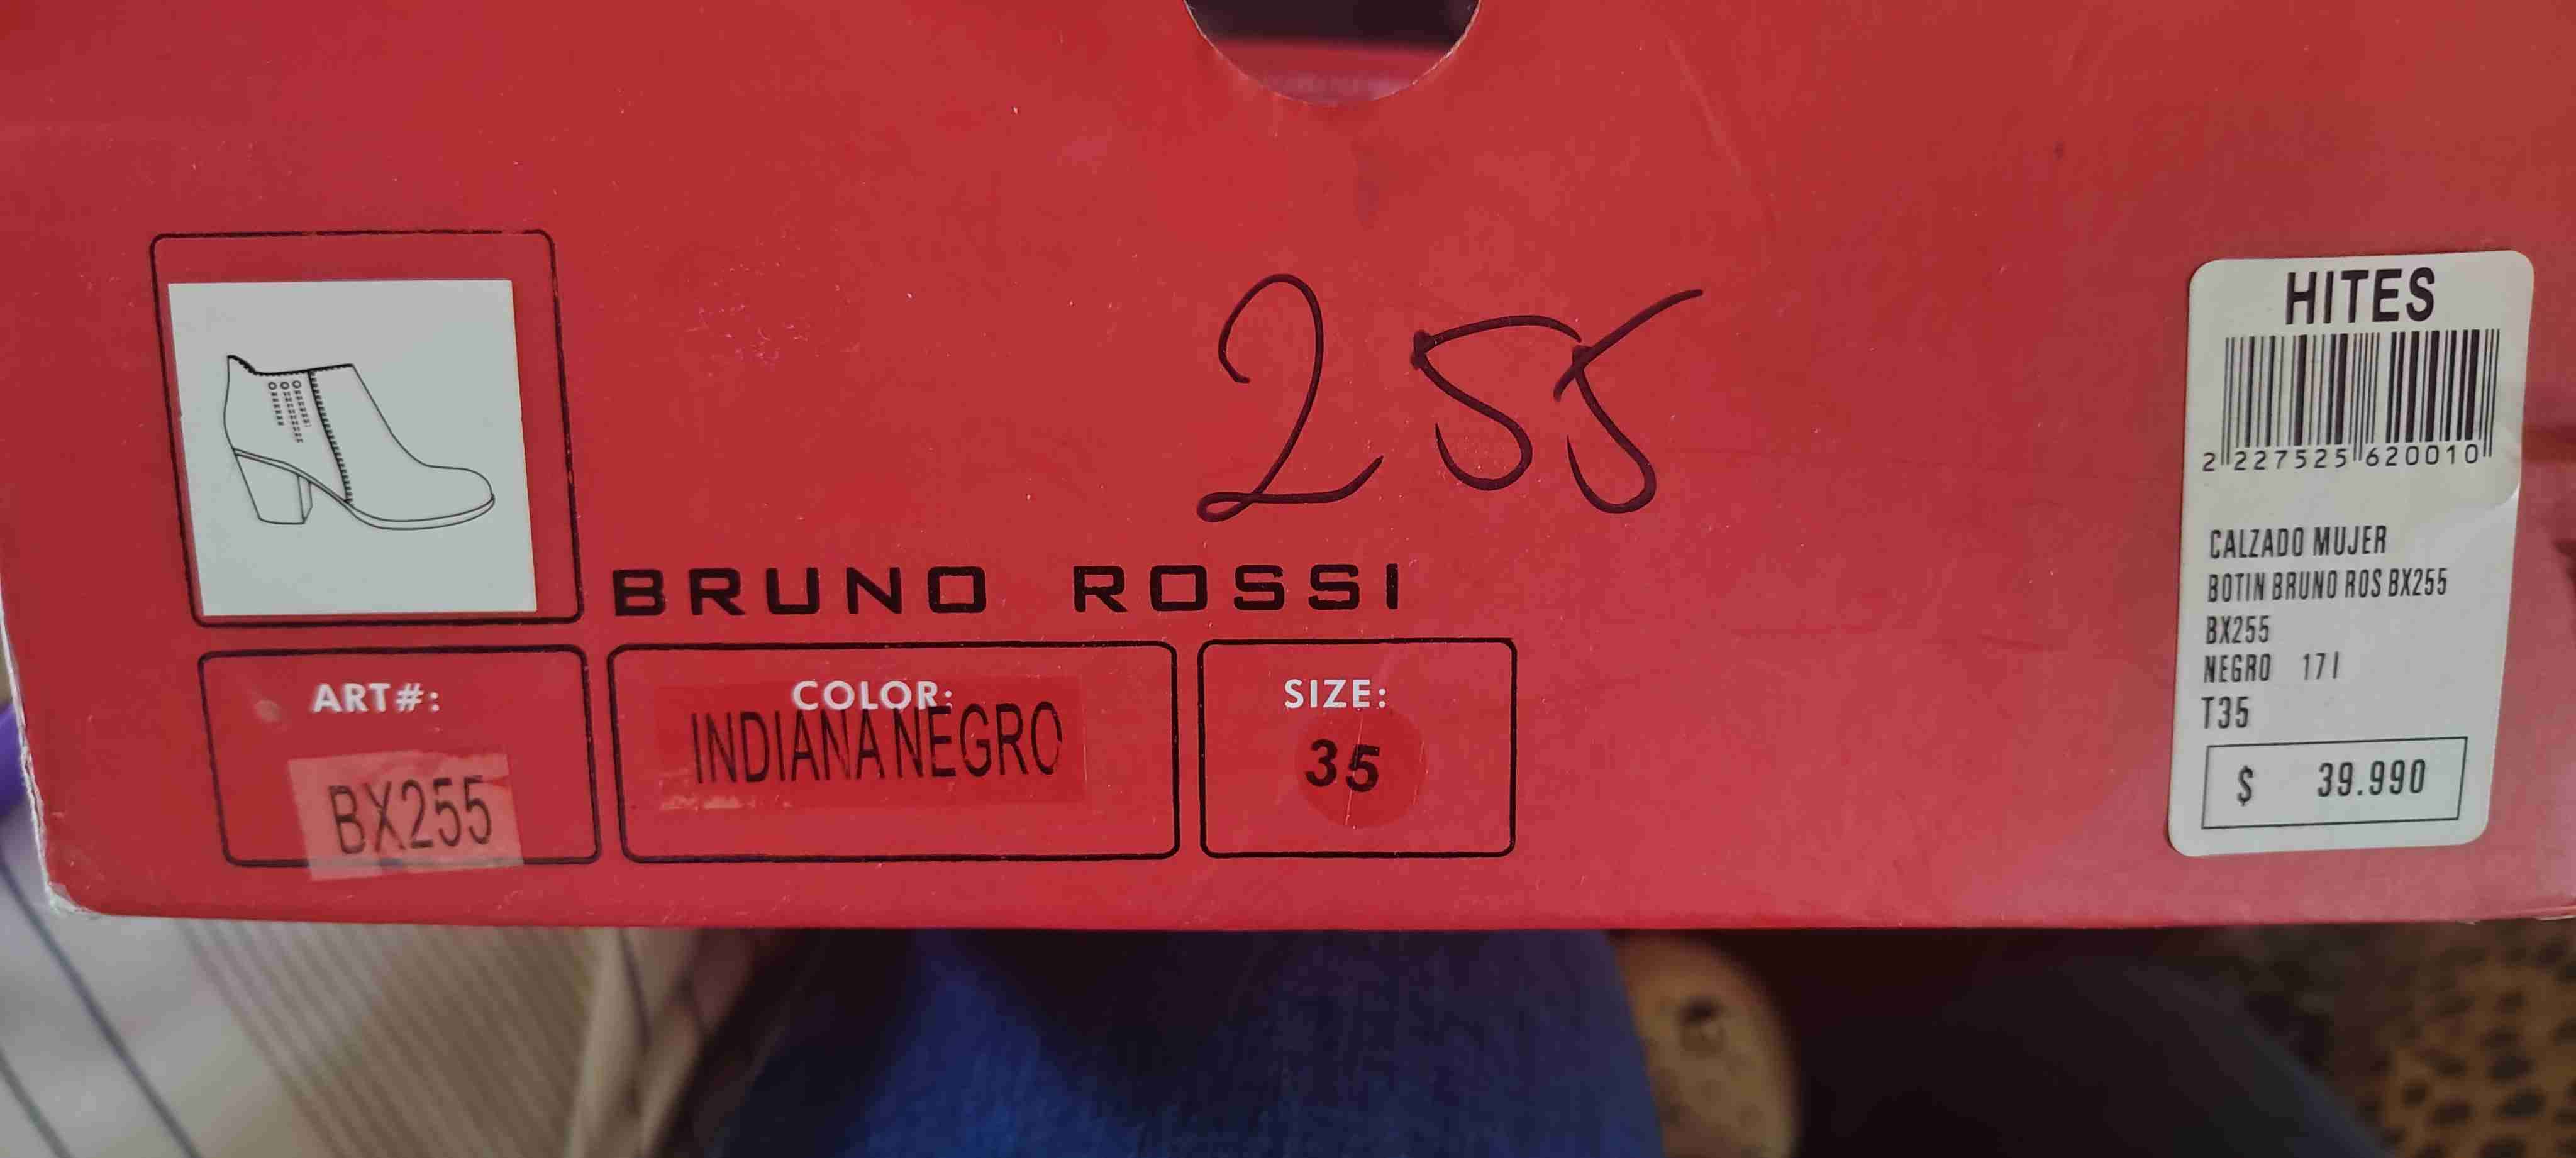 255
BRUNO ROSSI
ART#:
BX255
COLOR:
INDIANA NEGRO
SIZE:
35
HITES
2 227525 620010
CALZADO MUJER
BOTIN BRUNO ROS BX255
BX255
NEGRO 17I
T35
$ 39.990